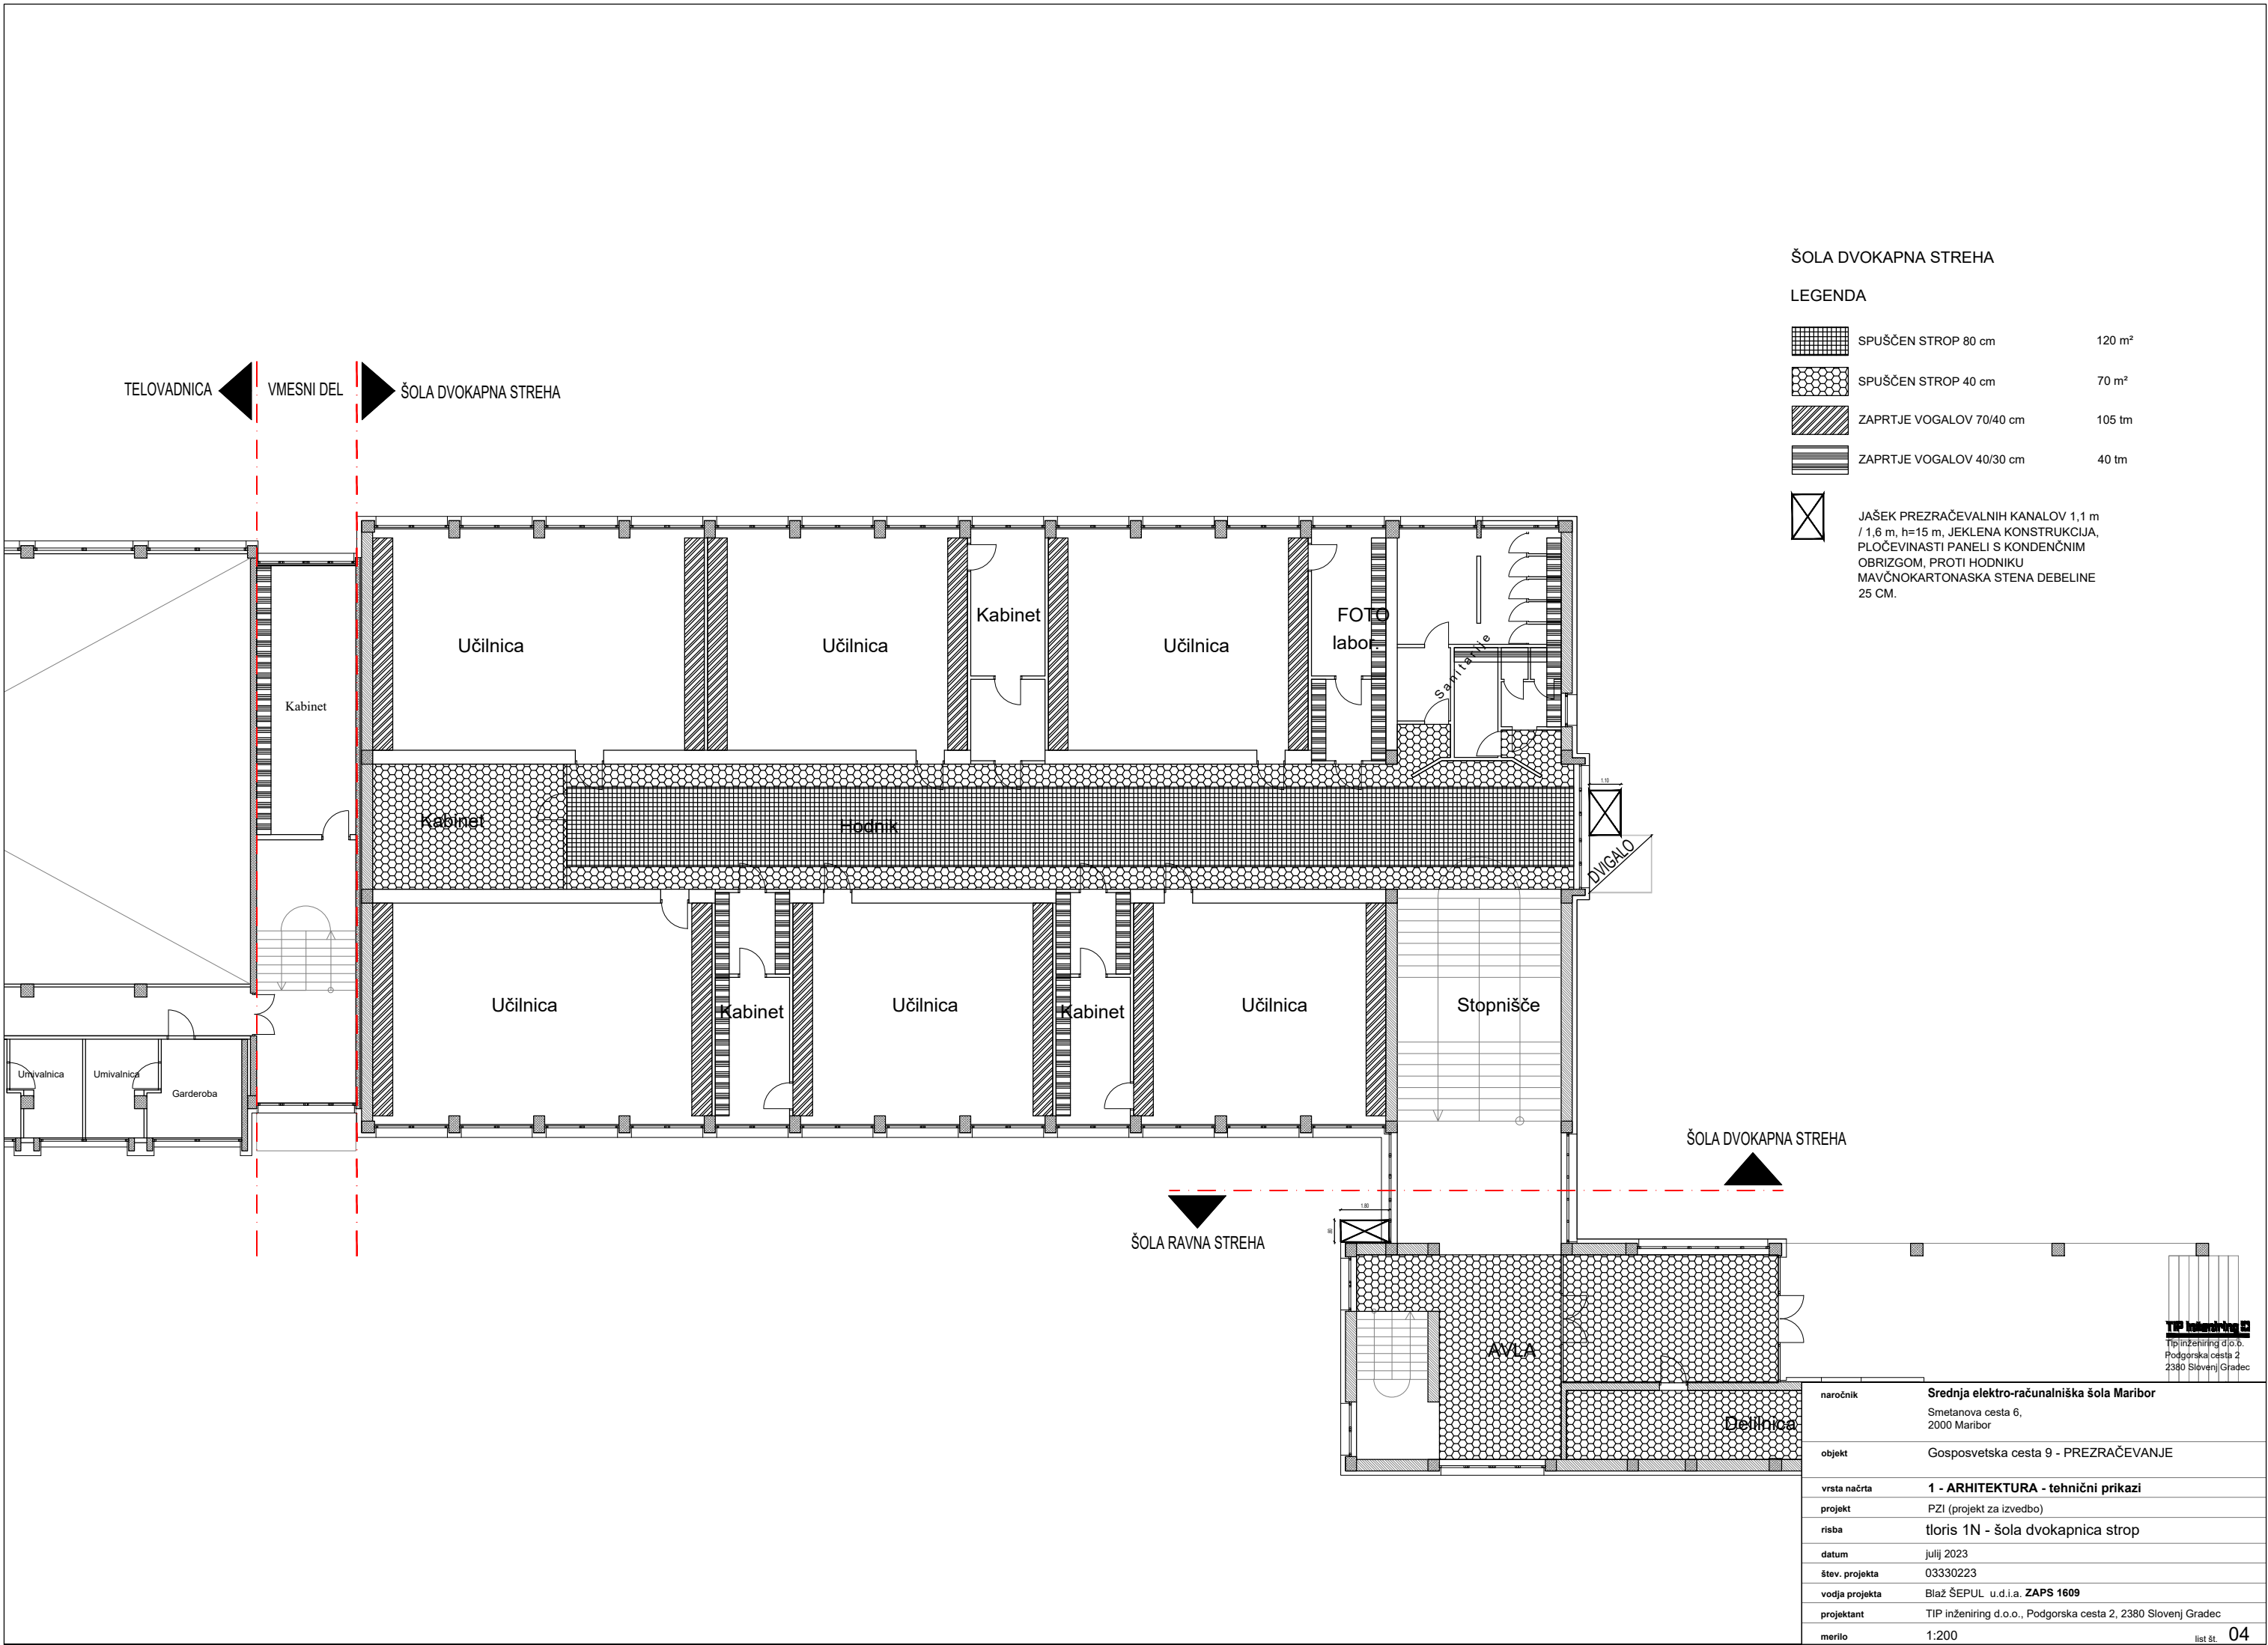 ŠOLA DVOKAPNA STREHA
LEGENDA
SPUŠČEN STROP 80 cm 120 m²
SPUŠČEN STROP 40 cm 70 m²
ZAPRTJE VOGALOV 70/40 cm 105 tm
ZAPRTJE VOGALOV 40/30 cm 40 tm
JAŠEK PREZRAČEVALNIH KANALOV 1,1 m
/ 1,6 m, h=15 m, JEKLENA KONSTRUKCIJA,
PLOČEVINASTI PANELI S KONDENČNIM
OBRIZGOM, PROTI HODNIKU
MAVČNOKARTONASKA STENA DEBELINE
25 CM.
TELOVADNICA VMESNI DEL ŠOLA DVOKAPNA STREHA
Učilnica
Učilnica
Kabinet
Učilnica
FOTO
labor.
Sanitarije
Kabinet
Kabinet
Hodnik
1.10
DVIGALO
Učilnica
Kabinet
Učilnica
Kabinet
Učilnica
Stopnišče
Umivalnica
Umivalnica
Garderoba
ŠOLA DVOKAPNA STREHA
ŠOLA RAVNA STREHA
1.80
AVLA
Delilnica
TIP inženiring
Tip inženiring d.o.o.
Podgorska cesta 2
2380 Slovenj Gradec
naročnik Srednja elektro-računalniška šola Maribor
Smetanova cesta 6,
2000 Maribor
objekt Gosposvetska cesta 9 - PREZRAČEVANJE
vrsta načrta 1 - ARHITEKTURA - tehnični prikazi
projekt PZI (projekt za izvedbo)
risba tloris 1N - šola dvokapnica strop
datum julij 2023
štev. projekta 03330223
vodja projekta Blaž ŠEPUL u.d.i.a. ZAPS 1609
projektant TIP inženiring d.o.o., Podgorska cesta 2, 2380 Slovenj Gradec
merilo 1:200 list št. 04